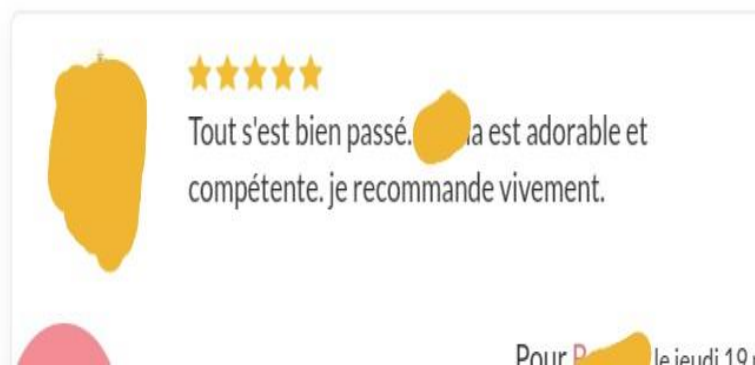 Tout s'est bien passé. est adorable et
compétente. je recommande vivement.
Pour le jeudi 19